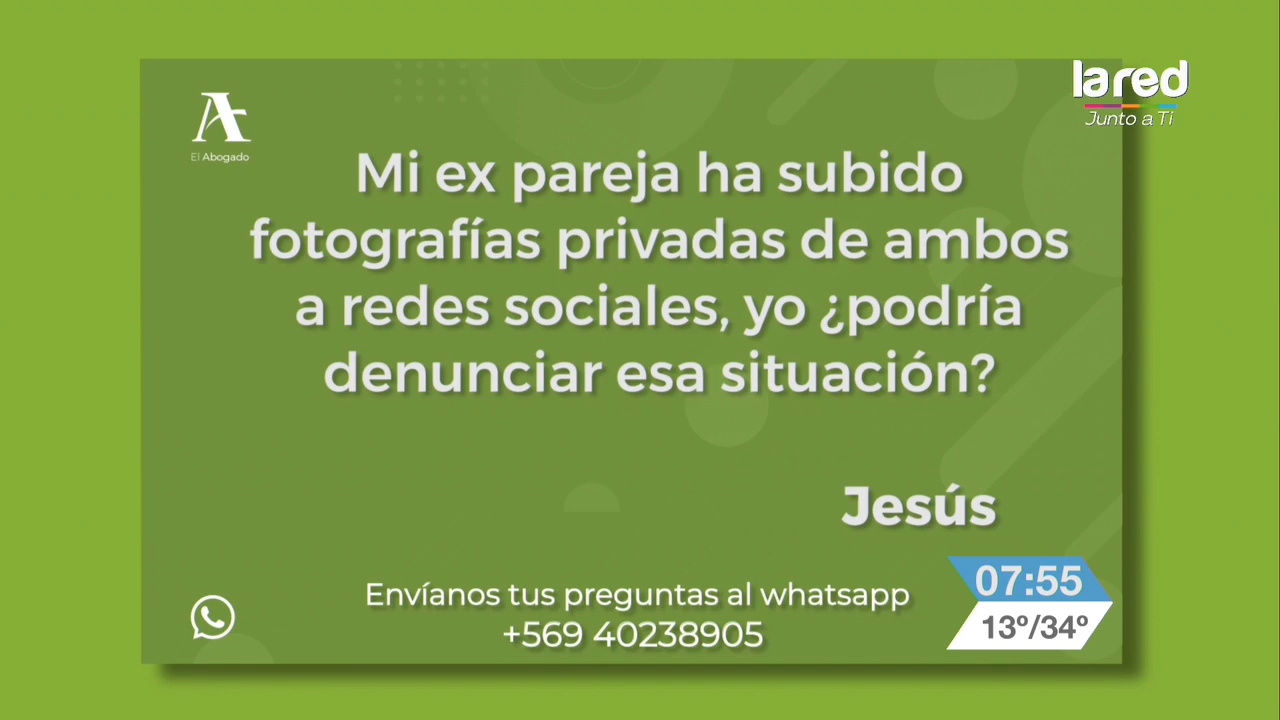 lared
Junto a Ti
A
El Abogado
Mi ex pareja ha subido
fotografías privadas de ambos
a redes sociales, yo ¿podría
denunciar esa situación?
Jesús
Envíanos tus preguntas al whatsapp
+569 40238905
07:55
13º/34º